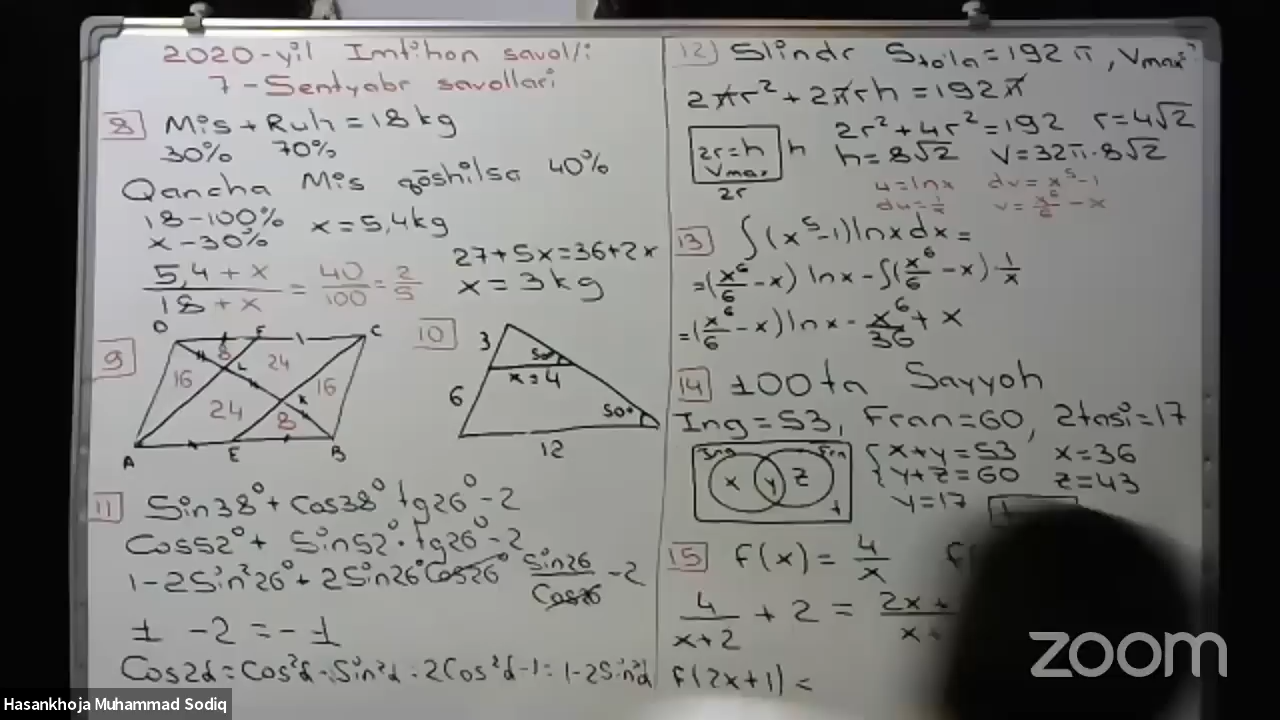 2020-yil Imtihon savolli
7-Sentyabr savollari
8 Mis + Ruh = 18 kg
30% 70%
Qancha Mis qōshilsa 40%
18-100% x = 5,4 kg
x-30%
(5,4 + x)/(18 + x) = 40/100 = 2/5
27+5x=36+2x
x = 3 kg
9
D F C
8 24
16 L 16
24 K
8
A E B
10
3
50°
x = 4
6
50°
12
11 Sin38° + Cos38° tg26° - 2
Cos52° + Sin52° · tg26° - 2
1-2Sin²26° + 2Sin26° Cos26° Sin26/Cos26 - 2
1 - 2 = - 1
Cos2α = Cos²α - Sin²α = 2Cos²α - 1 = 1-2Sin²α
12 Slindr Stola = 192 π, Vmax = ?
2πr² + 2πrh = 192π
2r² + 4r² = 192 r = 4√2
2r = h
Vmax
h
2r
h = 8√2 V = 32π · 8√2
u = lnx dv = x⁵-1
du = 1/x v = x⁶/6 - x
13 ∫(x⁵-1)lnx dx =
= (x⁶/6 - x) lnx - ∫(x⁶/6 - x) · 1/x
= (x⁶/6 - x) lnx - x⁶/36 + x
14 100 ta Sayyoh
Ing = 53, Fran = 60, 2tasi = 17
Ing Fra
x y z
t
{ x + y = 53 x = 36
y + z = 60 z = 43
y = 17
15 f(x) = 4/x f(
4/(x+2) + 2 = 2x+
x+
f(2x+1) =
zoom
Hasankhoja Muhammad Sodiq